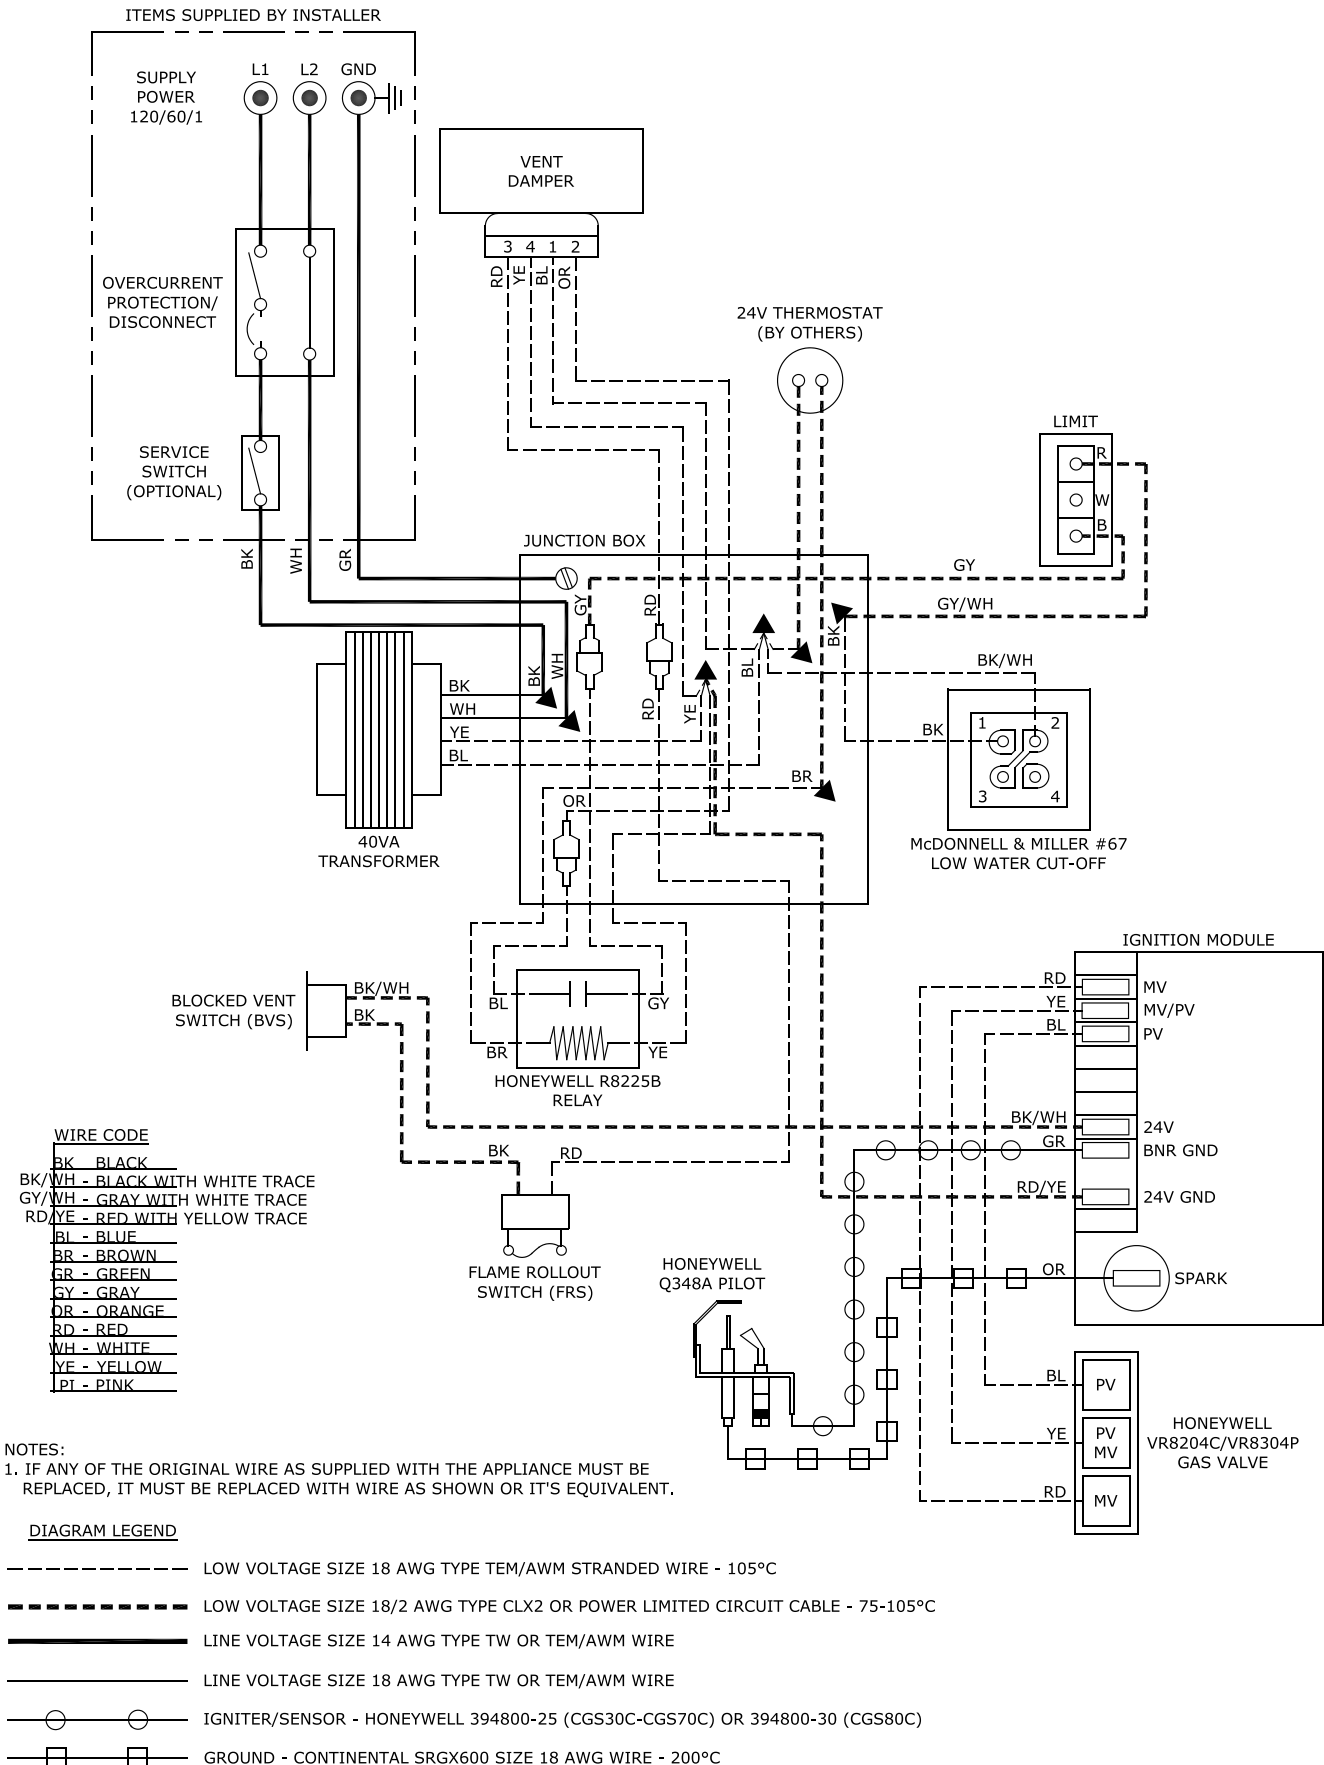 ITEMS SUPPLIED BY INSTALLER
SUPPLY
POWER
120/60/1
L1
L2
GND
VENT
DAMPER
3 4 1 2
RD
YE
BL
OR
OVERCURRENT
PROTECTION/
DISCONNECT
24V THERMOSTAT
(BY OTHERS)
SERVICE
SWITCH
(OPTIONAL)
LIMIT
R
W
B
BK
WH
GR
JUNCTION BOX
GY
GY/WH
GY
RD
BK
BK
WH
BL
BK/WH
BK
WH
YE
BL
RD
YE
BK
1
2
3
4
BR
OR
40VA
TRANSFORMER
McDONNELL & MILLER #67
LOW WATER CUT-OFF
IGNITION MODULE
BLOCKED VENT
SWITCH (BVS)
BK/WH
BK
BL
GY
BR
YE
HONEYWELL R8225B
RELAY
RD
MV
YE
MV/PV
BL
PV
BK/WH
24V
GR
BNR GND
RD/YE
24V GND
OR
SPARK
BK
RD
FLAME ROLLOUT
SWITCH (FRS)
HONEYWELL
Q348A PILOT
WIRE CODE
BK - BLACK
BK/WH - BLACK WITH WHITE TRACE
GY/WH - GRAY WITH WHITE TRACE
RD/YE - RED WITH YELLOW TRACE
BL - BLUE
BR - BROWN
GR - GREEN
GY - GRAY
OR - ORANGE
RD - RED
WH - WHITE
YE - YELLOW
PI - PINK
BL
PV
YE
PV
MV
RD
MV
HONEYWELL
VR8204C/VR8304P
GAS VALVE
NOTES:
1. IF ANY OF THE ORIGINAL WIRE AS SUPPLIED WITH THE APPLIANCE MUST BE
REPLACED, IT MUST BE REPLACED WITH WIRE AS SHOWN OR IT'S EQUIVALENT.
DIAGRAM LEGEND
LOW VOLTAGE SIZE 18 AWG TYPE TEM/AWM STRANDED WIRE - 105°C
LOW VOLTAGE SIZE 18/2 AWG TYPE CLX2 OR POWER LIMITED CIRCUIT CABLE - 75-105°C
LINE VOLTAGE SIZE 14 AWG TYPE TW OR TEM/AWM WIRE
LINE VOLTAGE SIZE 18 AWG TYPE TW OR TEM/AWM WIRE
IGNITER/SENSOR - HONEYWELL 394800-25 (CGS30C-CGS70C) OR 394800-30 (CGS80C)
GROUND - CONTINENTAL SRGX600 SIZE 18 AWG WIRE - 200°C